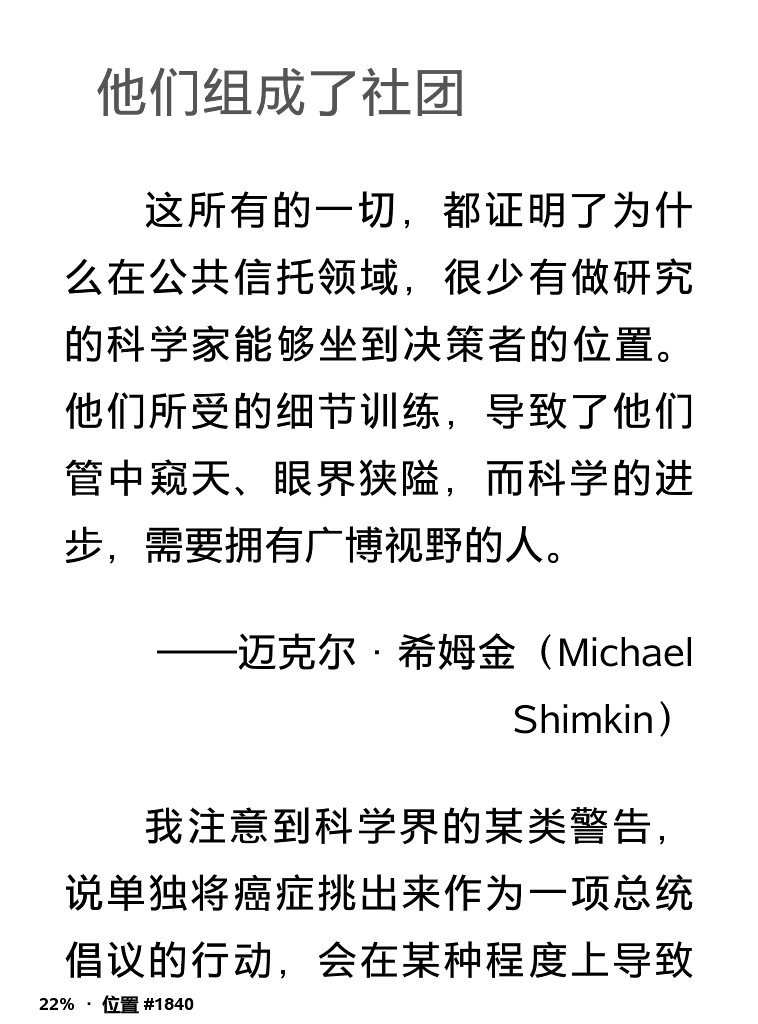 他们组成了社团
这所有的一切，都证明了为什
么在公共信托领域，很少有做研究
的科学家能够坐到决策者的位置。
他们所受的细节训练，导致了他们
管中窥天、眼界狭隘，而科学的进
步，需要拥有广博视野的人。
——迈克尔·希姆金（Michael
Shimkin）
我注意到科学界的某类警告，
说单独将癌症挑出来作为一项总统
倡议的行动，会在某种程度上导致
22% · 位置 #1840